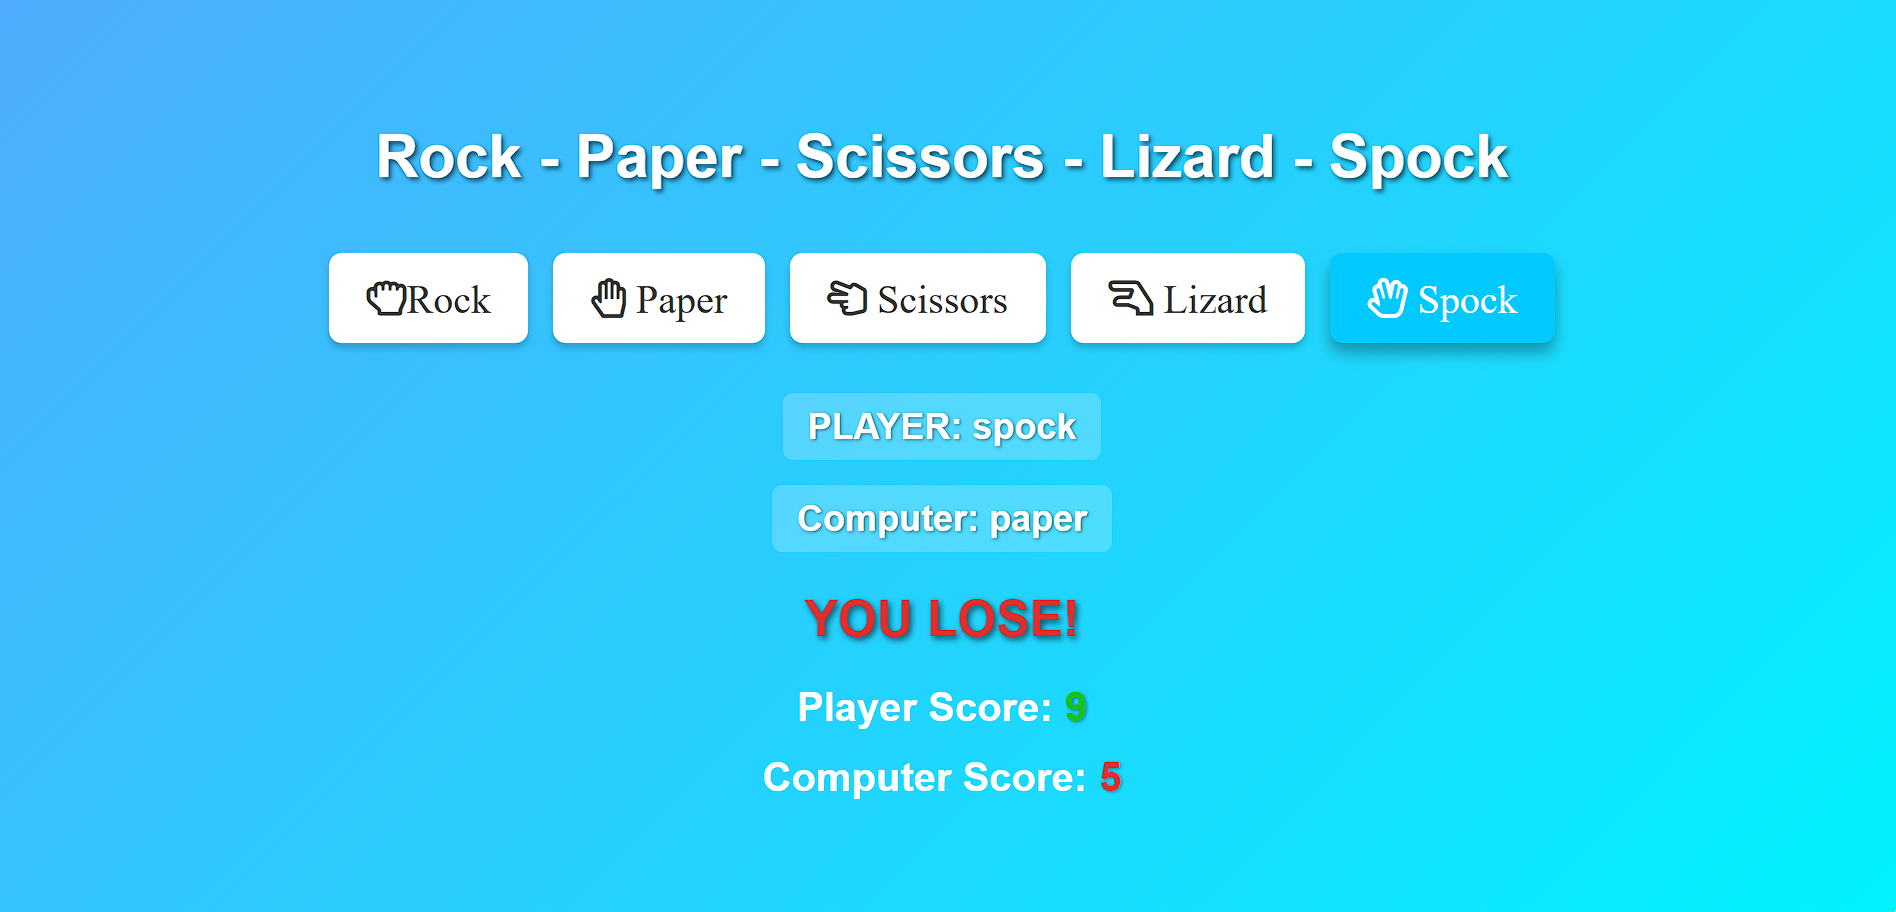 Rock - Paper - Scissors - Lizard - Spock
Rock Paper Scissors Lizard Spock
PLAYER: spock
Computer: paper
YOU LOSE!
Player Score: 9
Computer Score: 5